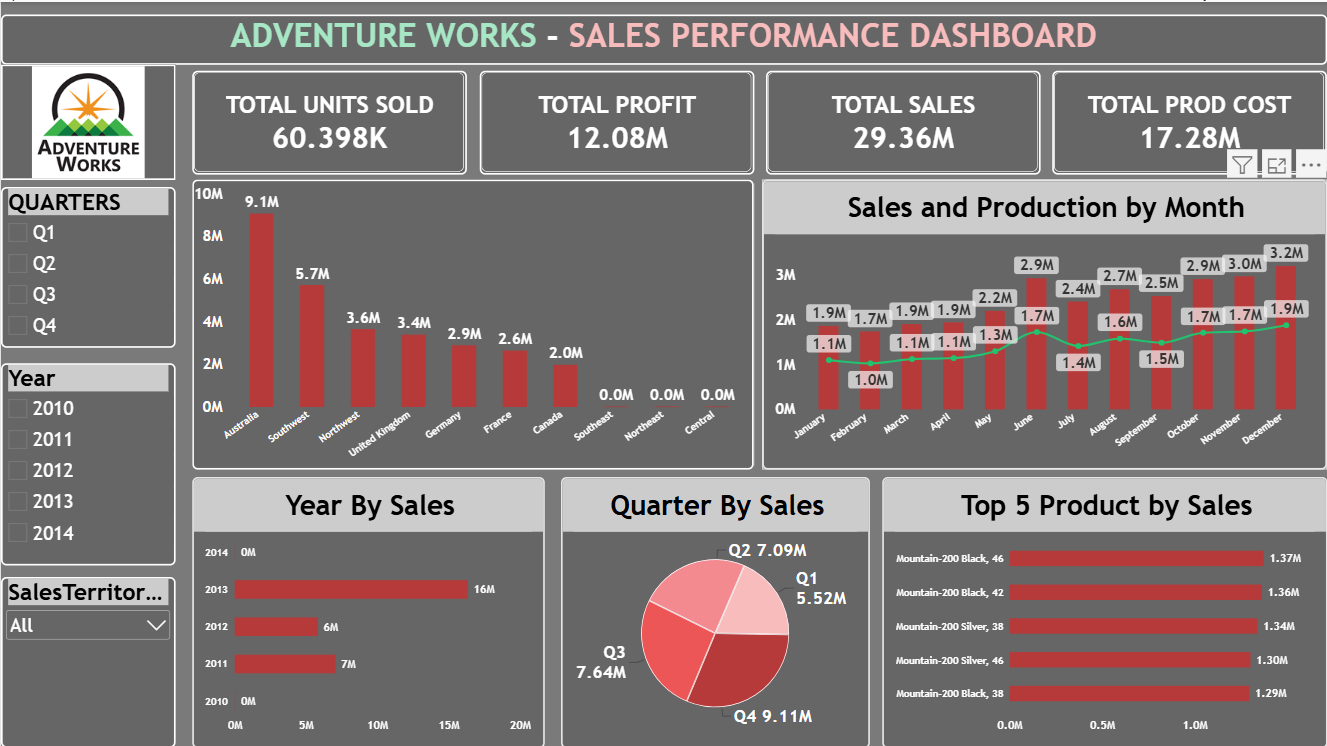 ADVENTURE WORKS - SALES PERFORMANCE DASHBOARD
ADVENTURE
WORKS
TOTAL UNITS SOLD
60.398K
TOTAL PROFIT
12.08M
TOTAL SALES
29.36M
TOTAL PROD COST
17.28M
QUARTERS
Q1
Q2
Q3
Q4
Year
2010
2011
2012
2013
2014
SalesTerritor...
All
10M
8M
6M
4M
2M
0M
9.1M
5.7M
3.6M
3.4M
2.9M
2.6M
2.0M
0.0M
0.0M
0.0M
Australia
Southwest
Northwest
United Kingdom
Germany
France
Canada
Southeast
Northeast
Central
Sales and Production by Month
3M
2M
1M
0M
1.9M
1.7M
1.9M
1.9M
2.2M
2.9M
2.4M
2.7M
2.5M
2.9M
3.0M
3.2M
1.1M
1.0M
1.1M
1.1M
1.3M
1.7M
1.4M
1.6M
1.5M
1.7M
1.7M
1.9M
January
February
March
April
May
June
July
August
September
October
November
December
Year By Sales
2014 0M
2013 16M
2012 6M
2011 7M
2010 0M
0M 5M 10M 15M 20M
Quarter By Sales
Q2 7.09M
Q1
5.52M
Q3
7.64M
Q4 9.11M
Top 5 Product by Sales
Mountain-200 Black, 46 1.37M
Mountain-200 Black, 42 1.36M
Mountain-200 Silver, 38 1.34M
Mountain-200 Silver, 46 1.30M
Mountain-200 Black, 38 1.29M
0.0M 0.5M 1.0M